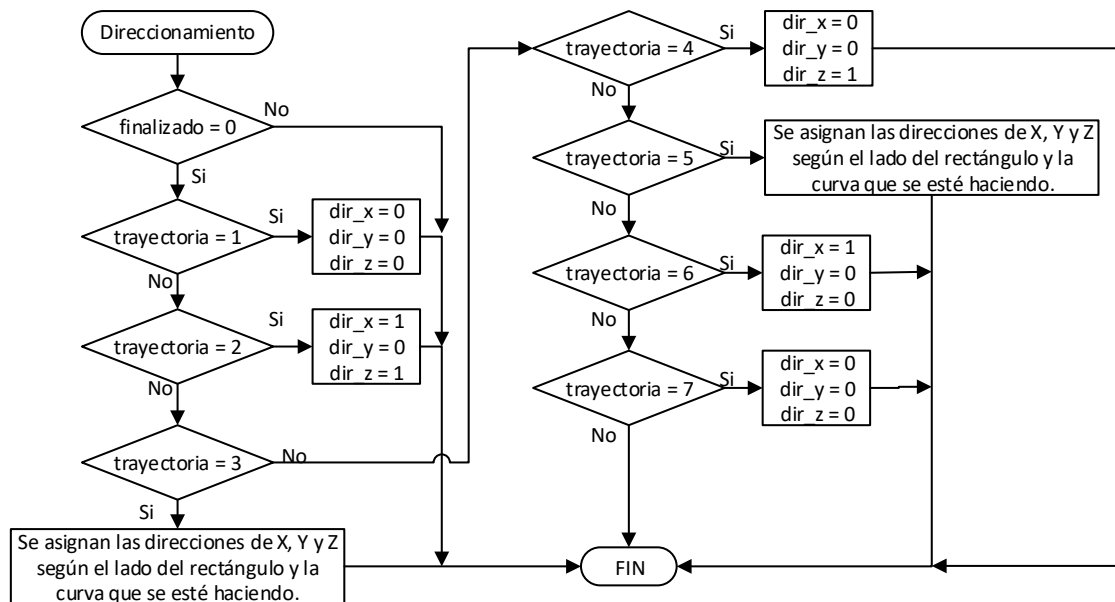 Direccionamiento
finalizado = 0
No
Si
trayectoria = 1
Si
dir_x = 0
dir_y = 0
dir_z = 0
No
trayectoria = 2
Si
dir_x = 1
dir_y = 0
dir_z = 1
No
trayectoria = 3
No
Si
Se asignan las direcciones de X, Y y Z
según el lado del rectángulo y la
curva que se esté haciendo.
trayectoria = 4
Si
dir_x = 0
dir_y = 0
dir_z = 1
No
trayectoria = 5
Si
Se asignan las direcciones de X, Y y Z
según el lado del rectángulo y la
curva que se esté haciendo.
No
trayectoria = 6
Si
dir_x = 1
dir_y = 0
dir_z = 0
No
trayectoria = 7
Si
dir_x = 0
dir_y = 0
dir_z = 0
No
FIN